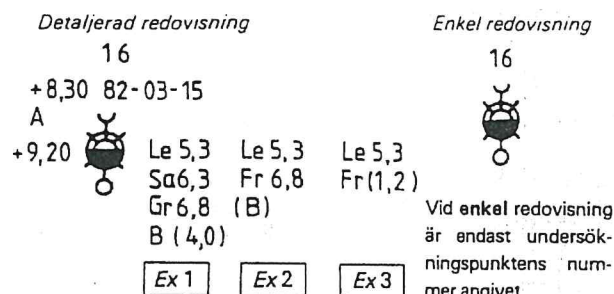 Detaljerad redovisning
16
+8,30 82-03-15
A
+9,20
Le 5,3
Sa6,3
Gr6,8
B (4,0)
Ex 1
Le 5,3
Fr 6,8
(B)
Ex 2
Le 5,3
Fr(1,2)
Ex 3
Enkel redovisning
16
Vid enkel redovisning
är endast undersök-
ningspunktens num-
mer angivet